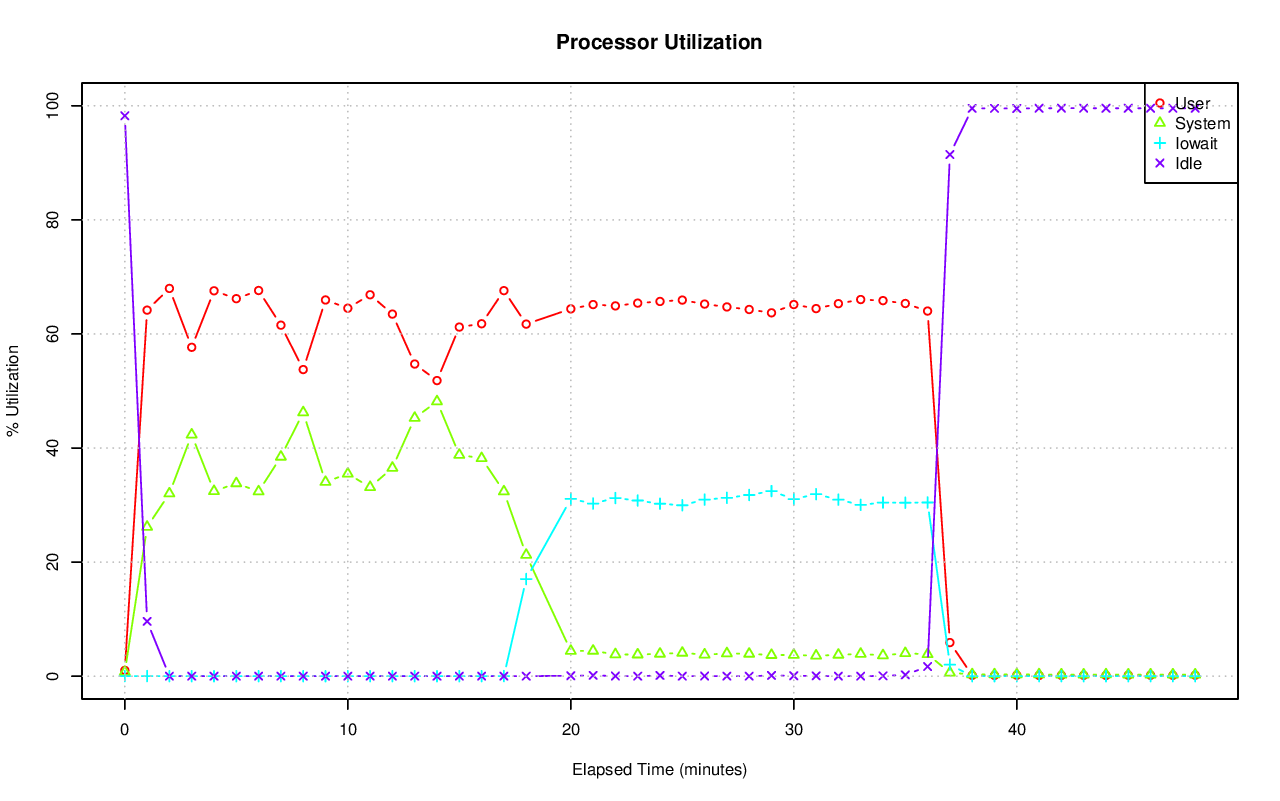 Processor Utilization
% Utilization
100
80
60
40
20
0
User
System
Iowait
Idle
0 10 20 30 40
Elapsed Time (minutes)